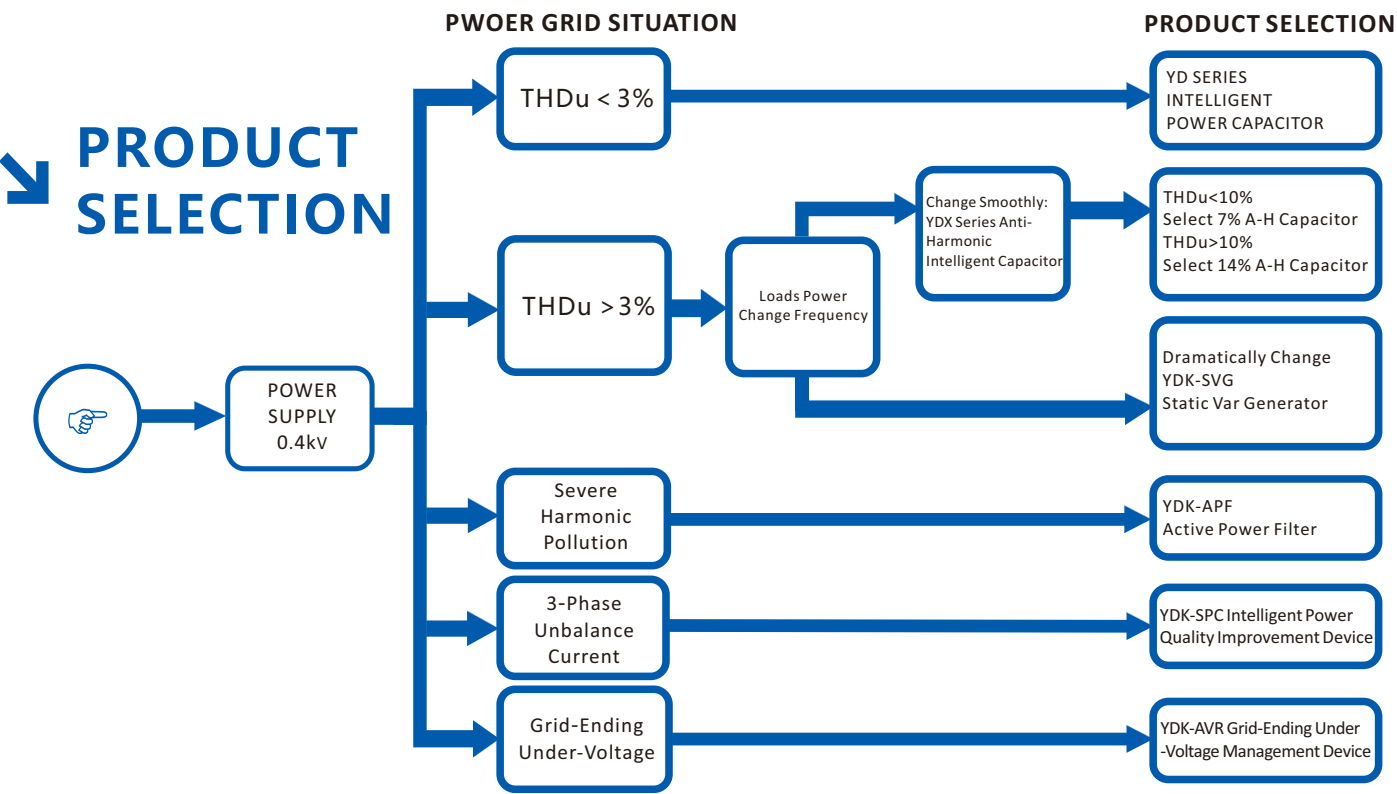 PWOER GRID SITUATION
PRODUCT SELECTION
PRODUCT
SELECTION
POWER
SUPPLY
0.4kV
THDu < 3%
YD SERIES
INTELLIGENT
POWER CAPACITOR
THDu >3%
Loads Power
Change Frequency
Change Smoothly:
YDX Series Anti-
Harmonic
Intelligent Capacitor
THDu<10%
Select 7% A-H Capacitor
THDu>10%
Select 14% A-H Capacitor
Dramatically Change
YDK-SVG
Static Var Generator
Severe
Harmonic
Pollution
YDK-APF
Active Power Filter
3-Phase
Unbalance
Current
YDK-SPC Intelligent Power
Quality Improvement Device
Grid-Ending
Under-Voltage
YDK-AVR Grid-Ending Under
-Voltage Management Device